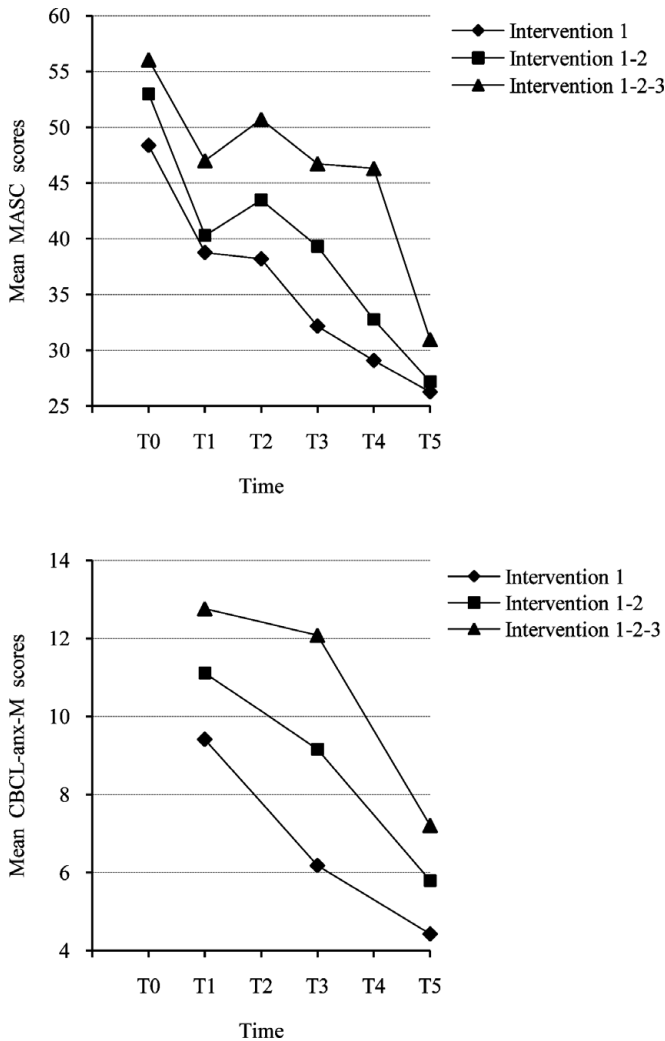 60
55
50
45
40
35
30
25
Mean MASC scores
T0 T1 T2 T3 T4 T5
Time
Intervention 1
Intervention 1-2
Intervention 1-2-3
14
12
10
8
6
4
Mean CBCL-anx-M scores
T0 T1 T2 T3 T4 T5
Time
Intervention 1
Intervention 1-2
Intervention 1-2-3